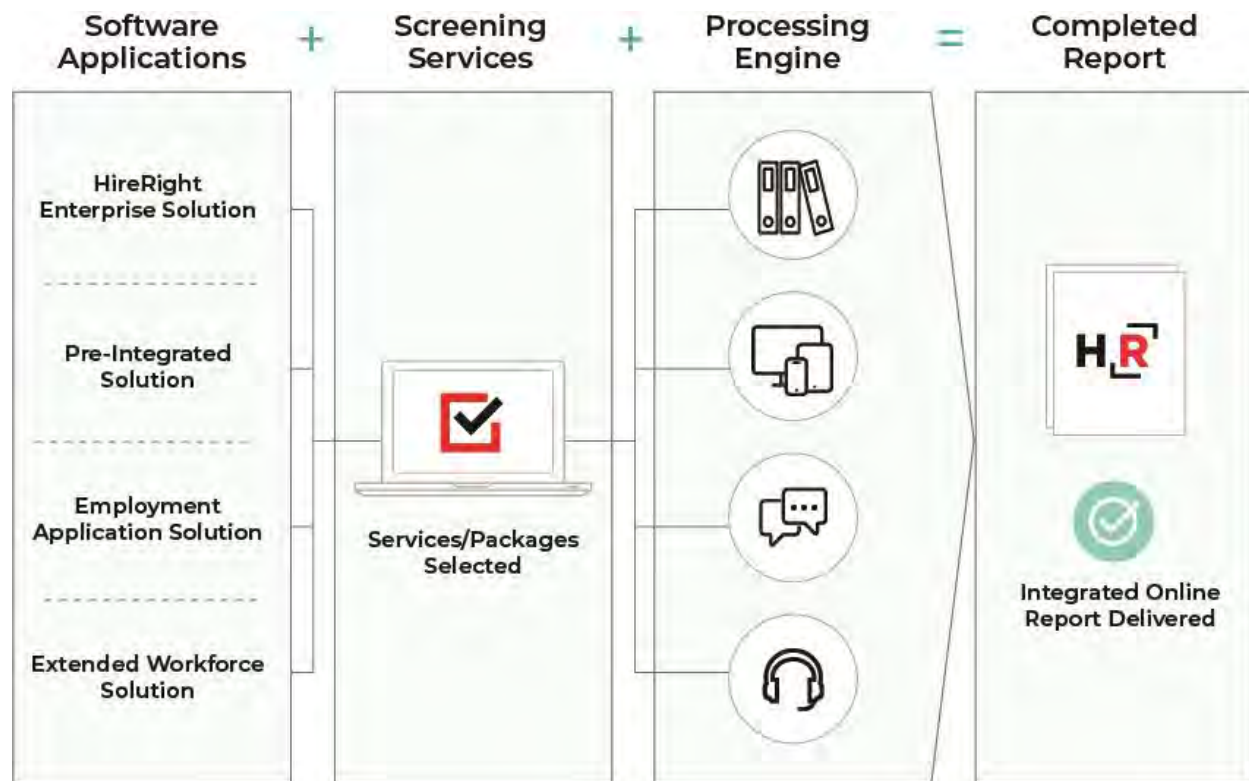 Software
Applications
+
Screening
Services
+
Processing
Engine
=
Completed
Report
HireRight
Enterprise Solution
Pre-Integrated
Solution
Employment
Application Solution
Extended Workforce
Solution
Services/Packages
Selected
HR
Integrated Online
Report Delivered